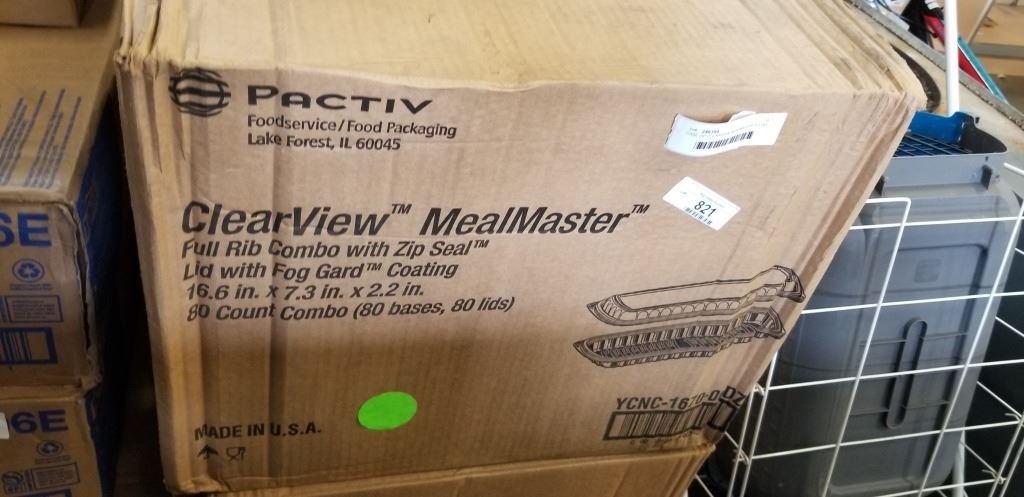 PACTIV
Foodservice/Food Packaging
Lake Forest, IL 60045
ClearView™ MealMaster™
Full Rib Combo with Zip Seal™
Lid with Fog Gard™ Coating
16.6 in. x 7.3 in. x 2.2 in.
80 Count Combo (80 bases, 80 lids)
821
MADE IN U.S.A.
6E
6E